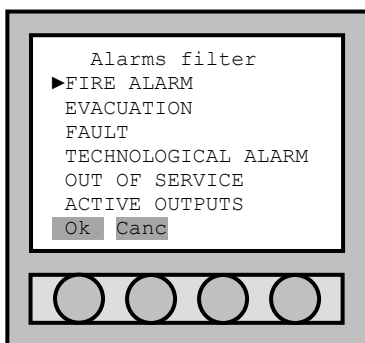 Alarms filter
►FIRE ALARM
EVACUATION
FAULT
TECHNOLOGICAL ALARM
OUT OF SERVICE
ACTIVE OUTPUTS
Ok Canc